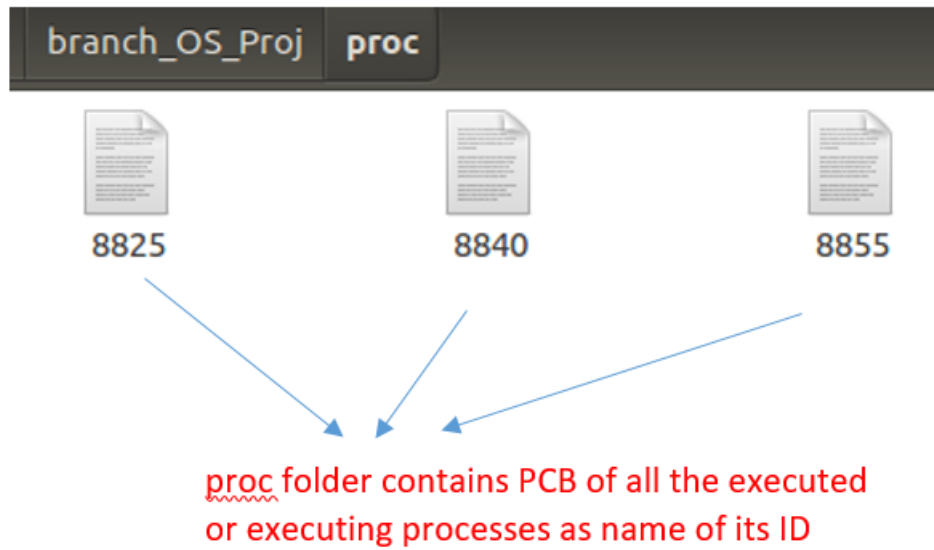 branch_OS_Proj proc
8825 8840 8855
proc folder contains PCB of all the executed
or executing processes as name of its ID